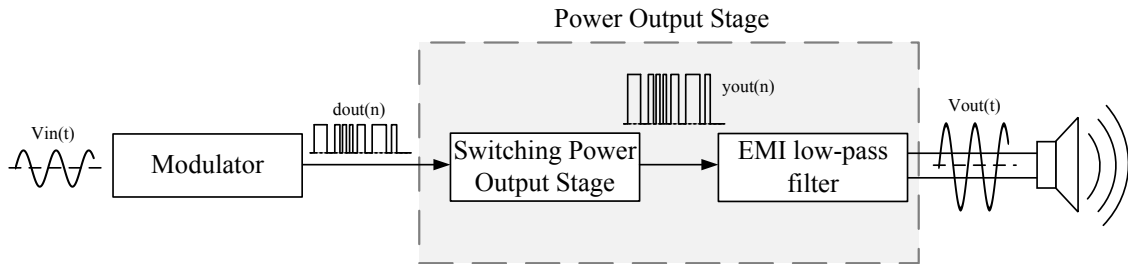 Power Output Stage
Vin(t)
Modulator
dout(n)
Switching Power
Output Stage
yout(n)
EMI low-pass
filter
Vout(t)